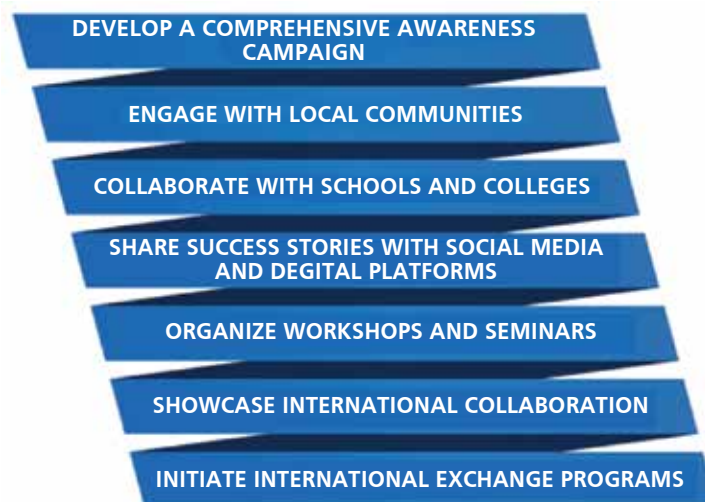 DEVELOP A COMPREHENSIVE AWARENESS
CAMPAIGN
ENGAGE WITH LOCAL COMMUNITIES
COLLABORATE WITH SCHOOLS AND COLLEGES
SHARE SUCCESS STORIES WITH SOCIAL MEDIA
AND DEGITAL PLATFORMS
ORGANIZE WORKSHOPS AND SEMINARS
SHOWCASE INTERNATIONAL COLLABORATION
INITIATE INTERNATIONAL EXCHANGE PROGRAMS